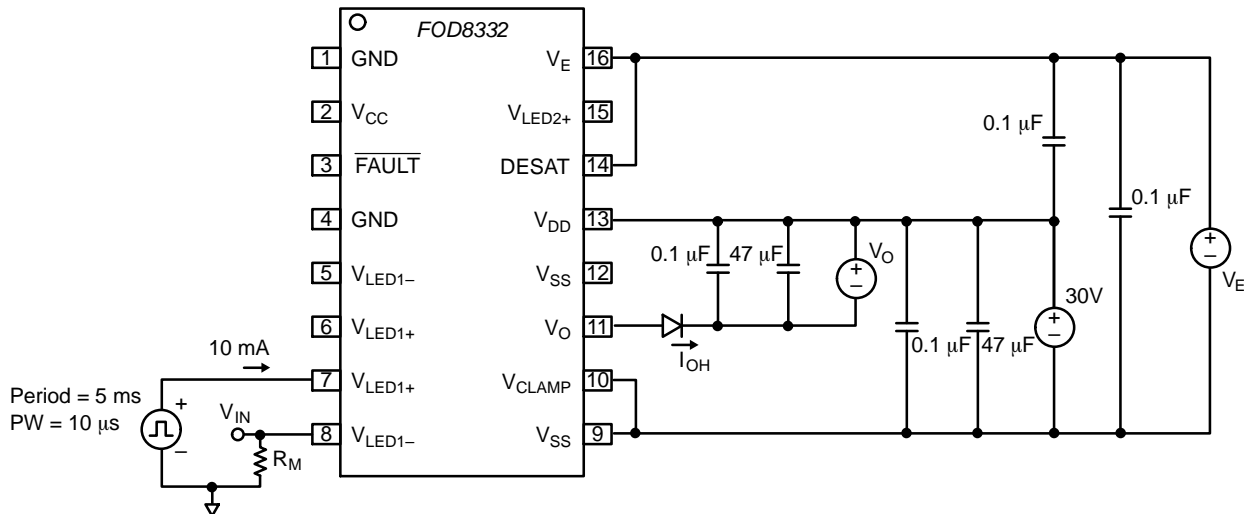 FOD8332
1 GND
2 VCC
3 FAULT
4 GND
5 VLED1–
6 VLED1+
7 VLED1+
8 VLED1–
VE 16
VLED2+ 15
DESAT 14
VDD 13
VSS 12
VO 11
VCLAMP 10
VSS 9
10 mA
Period = 5 ms
PW = 10 μs
+
–
VIN
RM
0.1 μF
47 μF
+
–
VO
IOH
0.1 μF
47 μF
30V
+
–
0.1 μF
0.1 μF
+
–
VE